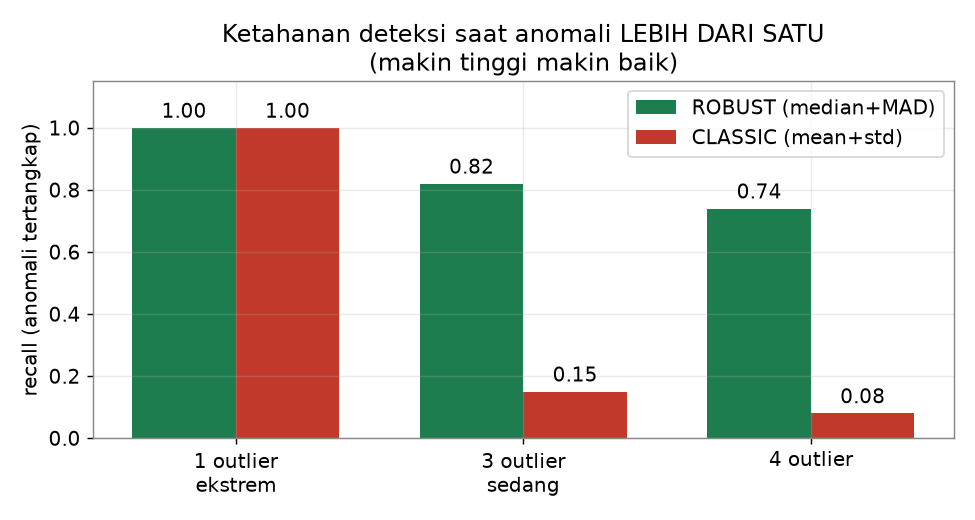 Ketahanan deteksi saat anomali LEBIH DARI SATU
(makin tinggi makin baik)
ROBUST (median+MAD)
CLASSIC (mean+std)
recall (anomali tertangkap)
1.0
0.8
0.6
0.4
0.2
0.0
1.00
1.00
0.82
0.15
0.74
0.08
1 outlier
ekstrem
3 outlier
sedang
4 outlier